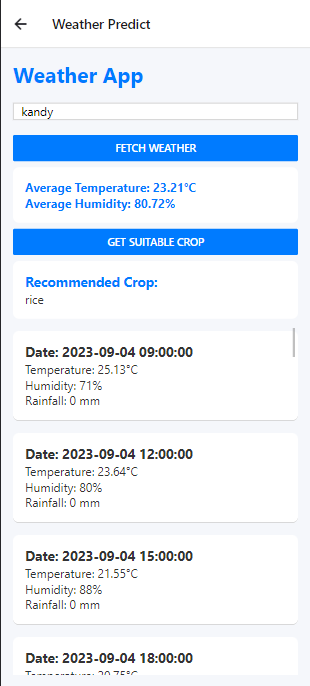 Weather Predict
Weather App
kandy
FETCH WEATHER
Average Temperature: 23.21°C
Average Humidity: 80.72%
GET SUITABLE CROP
Recommended Crop:
rice
Date: 2023-09-04 09:00:00
Temperature: 25.13°C
Humidity: 71%
Rainfall: 0 mm
Date: 2023-09-04 12:00:00
Temperature: 23.64°C
Humidity: 80%
Rainfall: 0 mm
Date: 2023-09-04 15:00:00
Temperature: 21.55°C
Humidity: 88%
Rainfall: 0 mm
Date: 2023-09-04 18:00:00
Temperature: 20.75°C